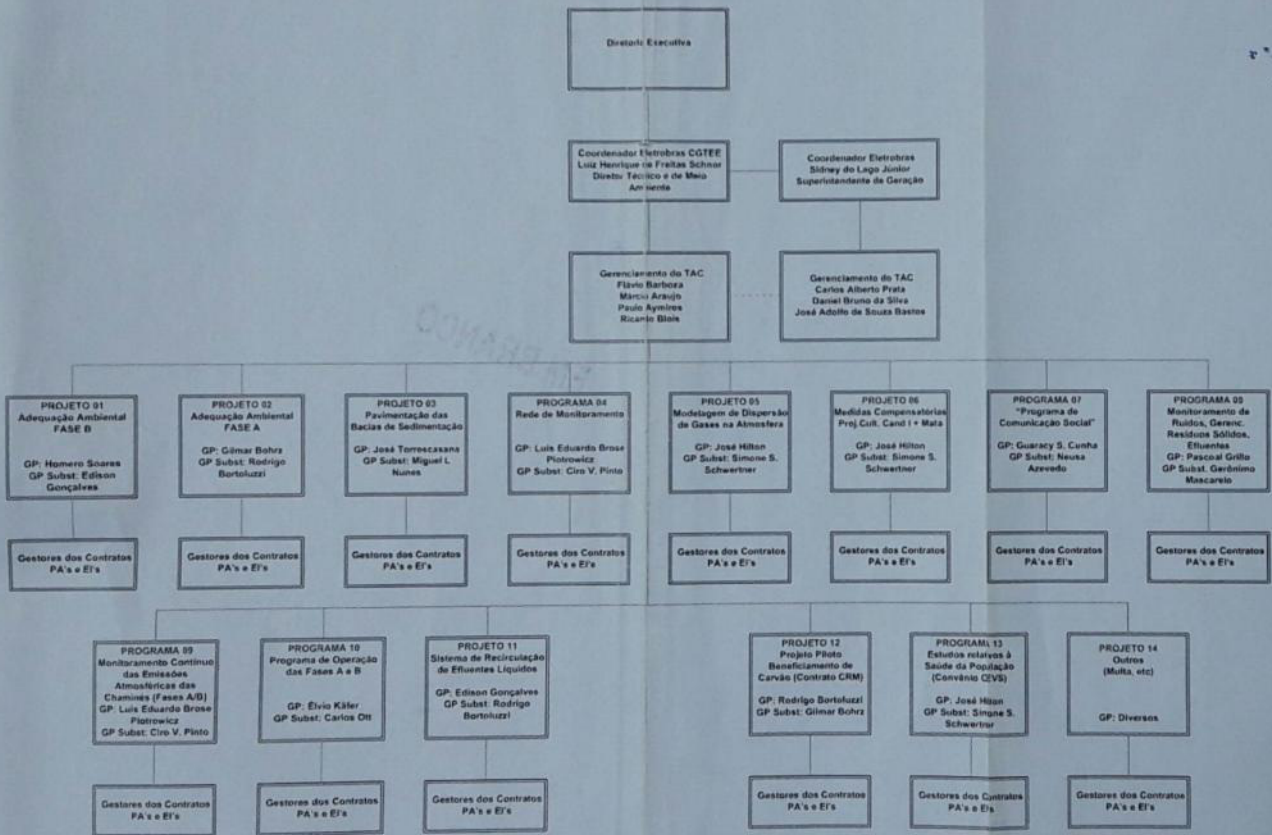 Diretoria Executiva
Coordenador Eletrobras CGTEE
Luiz Henrique de Freitas Schnor
Diretor Técnico e de Meio
Ambiente
Coordenador Eletrobras
Sidney do Lago Júnior
Superintendente de Geração
Gerenciamento do TAC
Flávio Barboza
Márcio Araujo
Paulo Aymires
Ricardo Blois
Gerenciamento do TAC
Carlos Alberto Prata
Daniel Bruno da Silva
José Adolfo de Souza Bastos
EM BRANCO
PROJETO 01
Adequação Ambiental
FASE B
GP: Homero Soares
GP Subst: Edison
Gonçalves
PROJETO 02
Adequação Ambiental
FASE A
GP: Gilmar Bohrz
GP Subst: Rodrigo
Bortoluzzi
PROJETO 03
Pavimentação das
Bacias de Sedimentação
GP: José Torrescasana
GP Subst: Miguel L
Nunes
PROGRAMA 04
Rede de Monitoramento
GP: Luis Eduardo Brose
Piotrowicz
GP Subst: Ciro V. Pinto
PROJETO 05
Modelagem de Dispersão
de Gases na Atmosfera
GP: José Hilton
GP Subst: Simone S.
Schwertner
PROJETO 06
Medidas Compensatórias
Proj.Cult. Cand I + Mata
GP: José Hilton
GP Subst: Simone S.
Schwertner
PROGRAMA 07
"Programa de
Comunicação Social"
GP: Guaracy S. Cunha
GP Subst: Neusa
Azevedo
PROGRAMA 08
Monitoramento de
Ruídos, Gerenc.
Resíduos Sólidos,
Efluentes
GP: Pascoal Grillo
GP Subst. Gerônimo
Mascarelo
Gestores dos Contratos
PA's e EI's
Gestores dos Contratos
PA's e EI's
Gestores dos Contratos
PA's e EI's
Gestores dos Contratos
PA's e EI's
Gestores dos Contratos
PA's e EI's
Gestores dos Contratos
PA's e EI's
Gestores dos Contratos
PA's e EI's
Gestores dos Contratos
PA's e EI's
PROGRAMA 09
Monitoramento Contínuo
das Emissões
Atmosféricas das
Chaminés (Fases A/B)
GP: Luis Eduardo Brose
Piotrowicz
GP Subst: Ciro V. Pinto
PROGRAMA 10
Programa de Operação
das Fases A e B
GP: Élvio Käfer
GP Subst: Carlos Ott
PROJETO 11
Sistema de Recirculação
de Efluentes Líquidos
GP: Edison Gonçalves
GP Subst: Rodrigo
Bortoluzzi
PROJETO 12
Projeto Piloto
Beneficiamento de
Carvão (Contrato CRM)
GP: Rodrigo Bortoluzzi
GP Subst: Gilmar Bohrz
PROGRAMA 13
Estudos relativos à
Saúde da População
(Convênio CEVS)
GP: José Hilton
GP Subst: Simone S.
Schwertner
PROJETO 14
Outros
(Multa, etc)
GP: Diversos
Gestores dos Contratos
PA's e EI's
Gestores dos Contratos
PA's e EI's
Gestores dos Contratos
PA's e EI's
Gestores dos Contratos
PA's e EI's
Gestores dos Contratos
PA's e EI's
Gestores dos Contratos
PA's e EI's